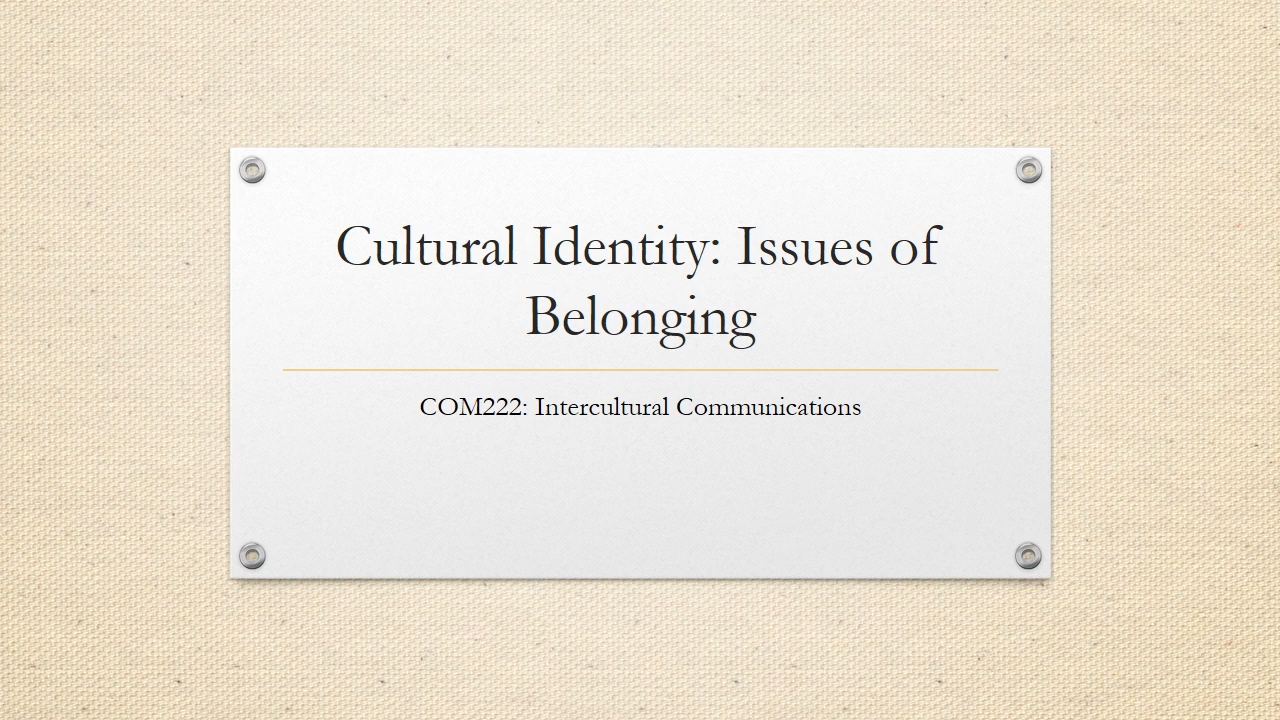 Cultural Identity: Issues of
Belonging
COM222: Intercultural Communications